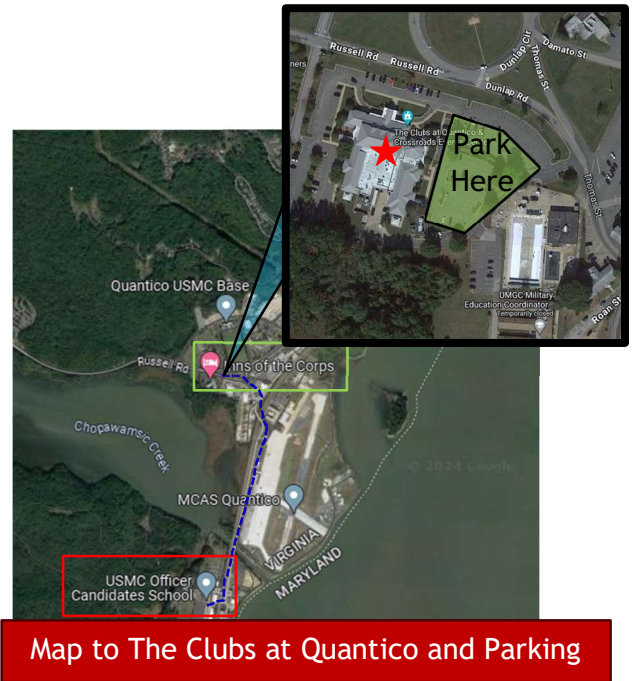 Russell Rd
Russell Rd
Dunlap Cir
Thomas St
Damato St
ners
Dunlap Rd
The Clubs at Quantico &
Crossroads Eve
Park
Here
Thomas St
UMGC Military
Education Coordinator
Temporarily closed
Roan St
Quantico USMC Base
Russell Rd
Inns of the Corps
Chopawamsic Creek
© 2024 Google
MCAS Quantico
VIRGINIA
MARYLAND
USMC Officer
Candidates School
Map to The Clubs at Quantico and Parking